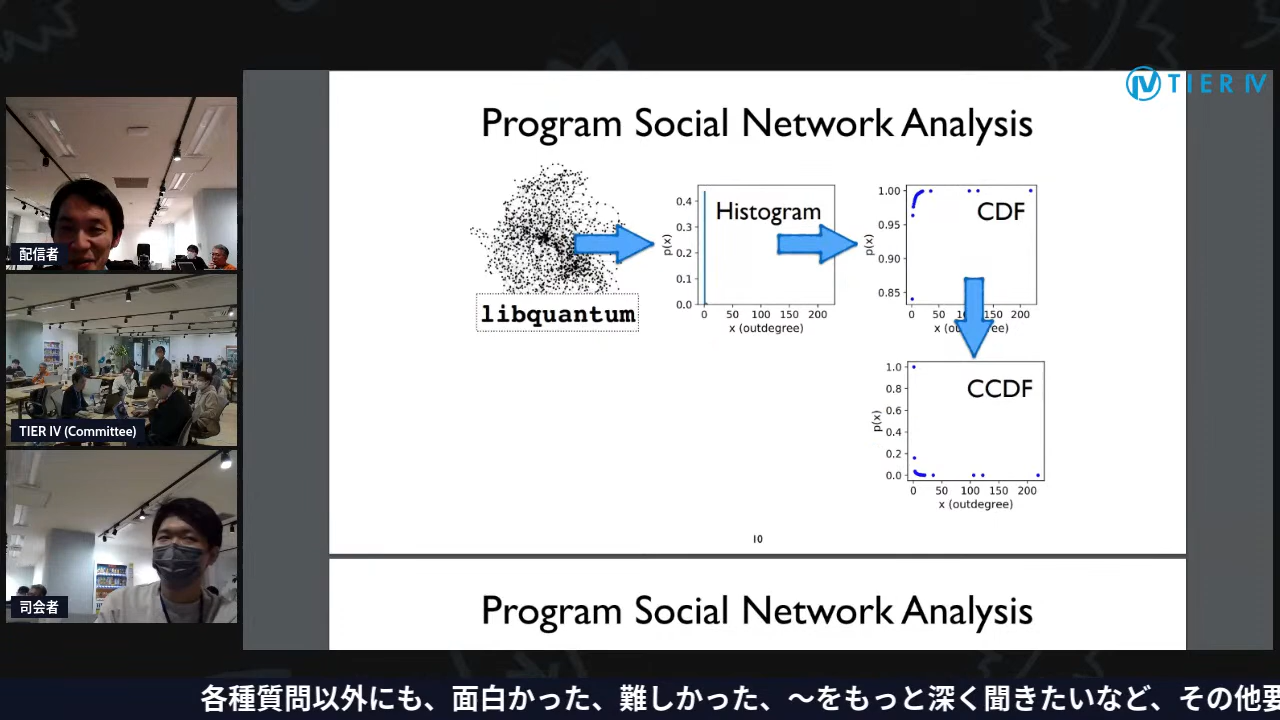 TIER IV
Program Social Network Analysis
libquantum
Histogram
p(x)
0.4
0.3
0.2
0.1
0.0
0 50 100 150 200
x (outdegree)
CDF
p(x)
1.00
0.95
0.90
0.85
0 50 100 150 200
CCDF
p(x)
1.0
0.8
0.6
0.4
0.2
0.0
0 50 100 150 200
x (outdegree)
10
Program Social Network Analysis
配信者
TIER IV (Committee)
司会者
各種質問以外にも、面白かった、難しかった、～をもっと深く聞きたいなど、その他要